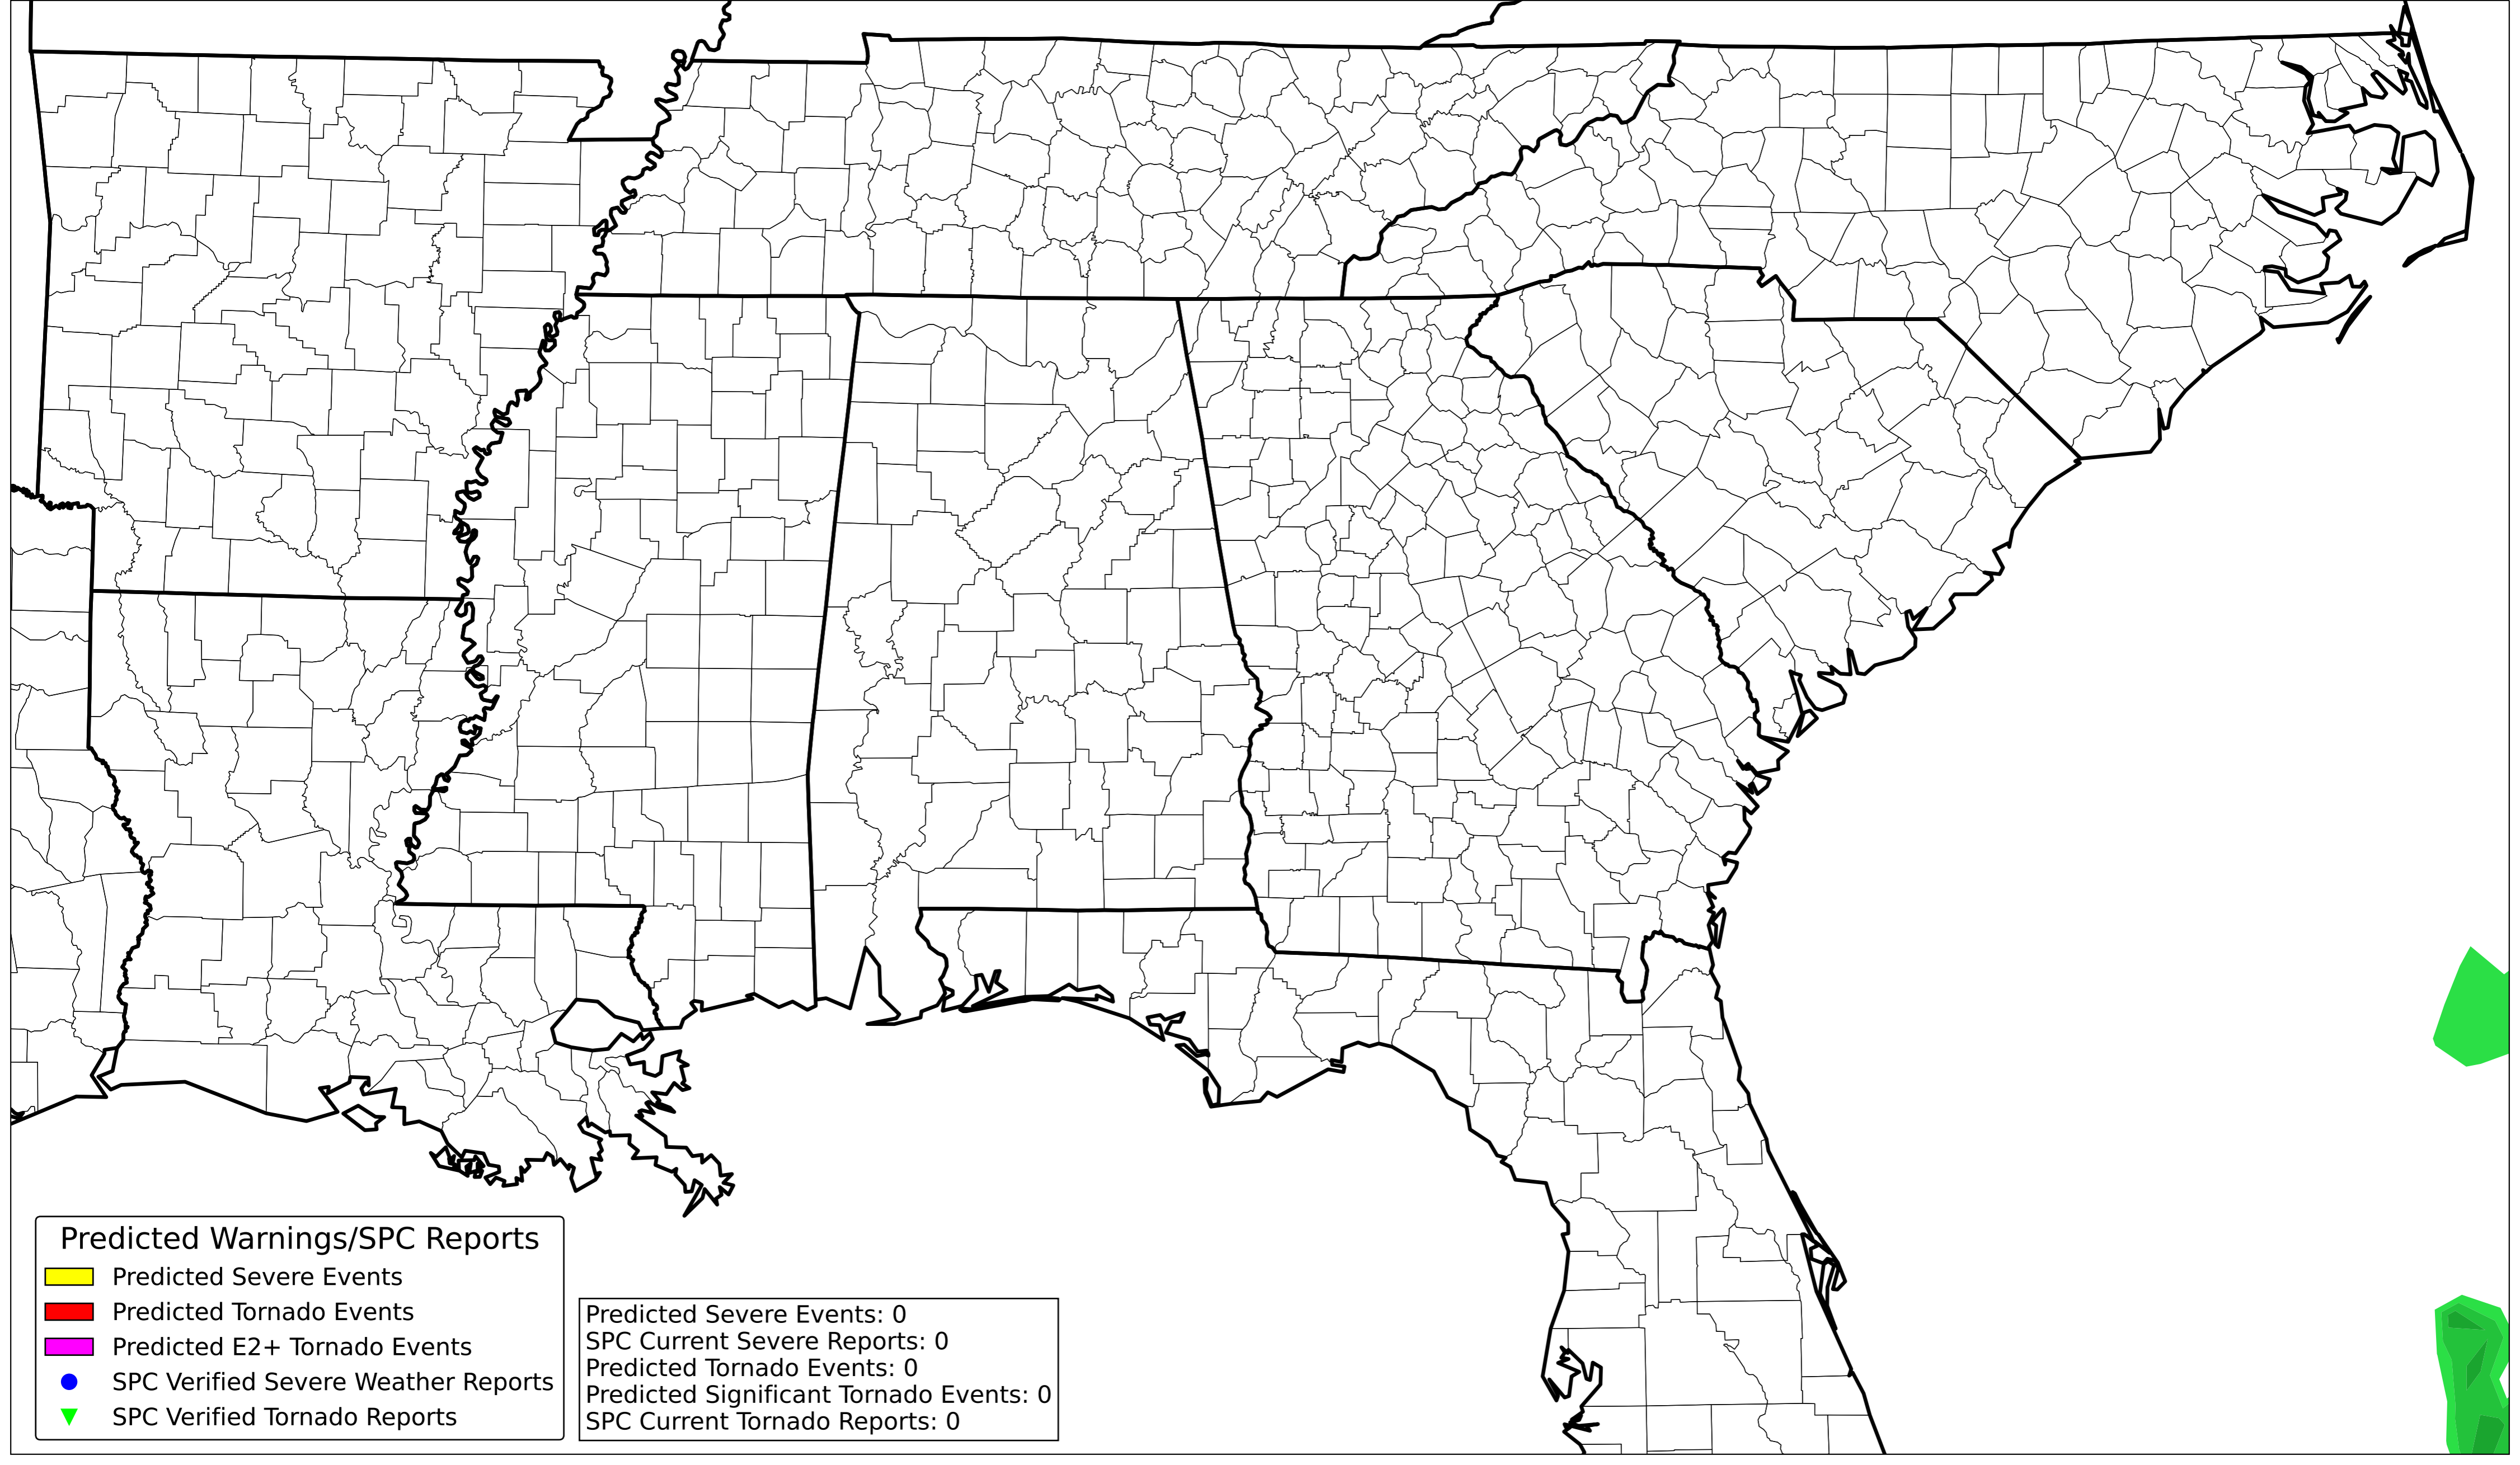 Predicted Warnings/SPC Reports
Predicted Severe Events
Predicted Tornado Events
Predicted E2+ Tornado Events
SPC Verified Severe Weather Reports
SPC Verified Tornado Reports
Predicted Severe Events: 0
SPC Current Severe Reports: 0
Predicted Tornado Events: 0
Predicted Significant Tornado Events: 0
SPC Current Tornado Reports: 0